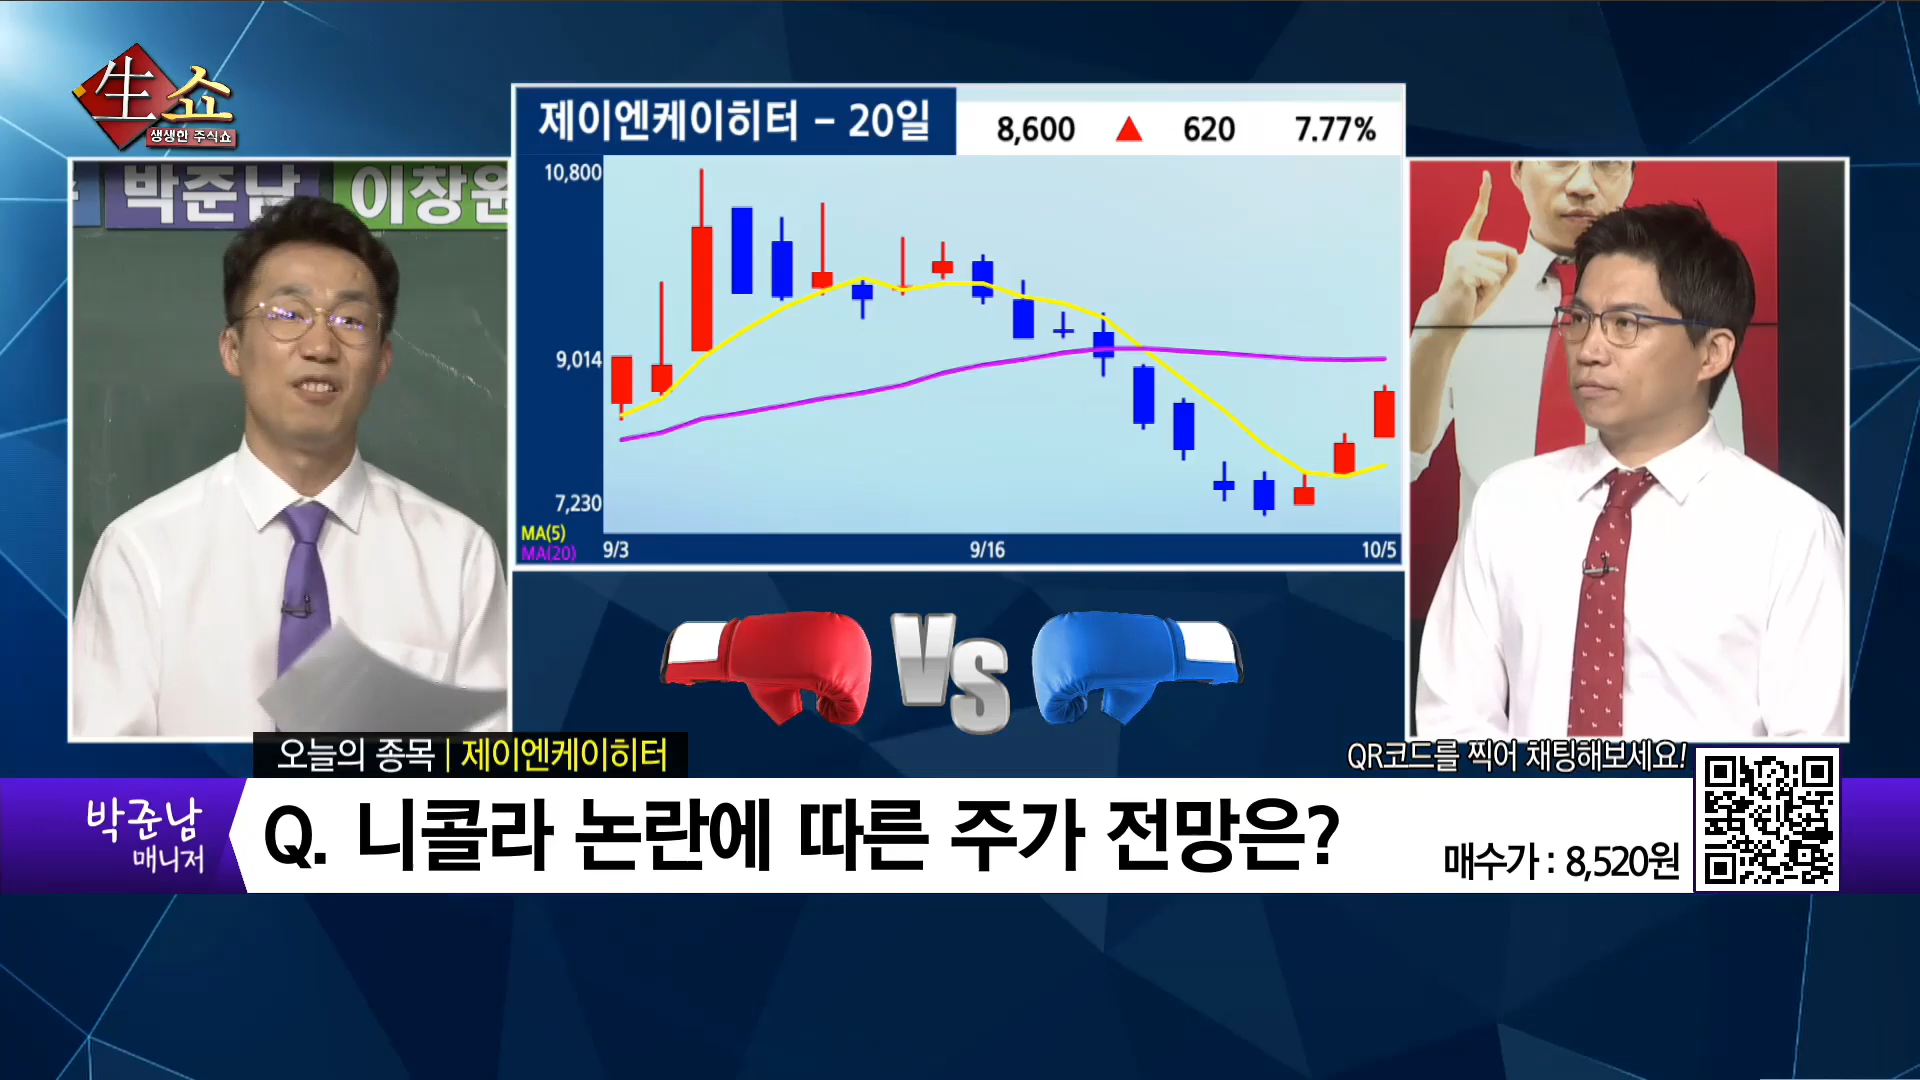 生쇼
생생한 주식쇼
박준남
이창원
제이엔케이히터 - 20일
8,600 ▲ 620 7.77%
10,800
9,014
7,230
MA(5)
MA(20)
9/3 9/16 10/5
VS
오늘의 종목 | 제이엔케이히터
QR코드를 찍어 채팅해보세요!
박준남
매니저
Q. 니콜라 논란에 따른 주가 전망은?
매수가 : 8,520원